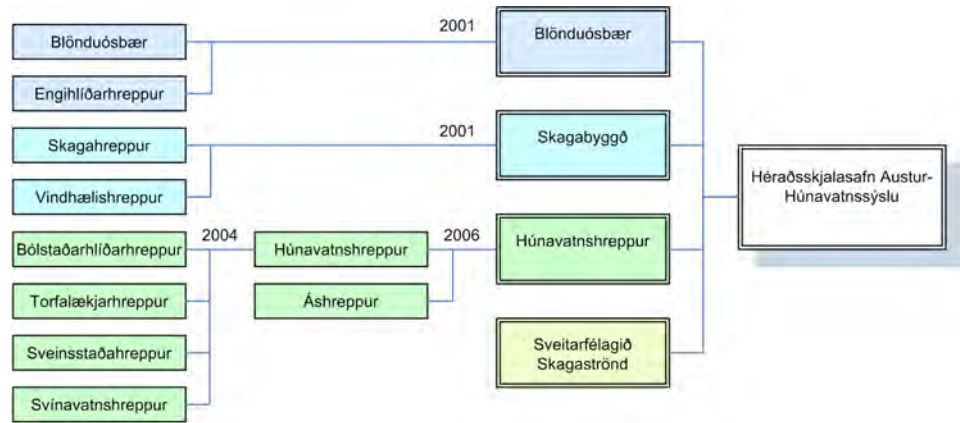 Blönduósbær
Engihlíðarhreppur
2001
Blönduósbær
Skagahreppur
Vindhælishreppur
2001
Skagabyggð
Bólstaðarhlíðarhreppur
Torfalækjarhreppur
Sveinsstaðahreppur
Svínavatnshreppur
2004
Húnavatnshreppur
Áshreppur
2006
Húnavatnshreppur
Sveitarfélagið
Skagaströnd
Héraðsskjalasafn Austur-
Húnavatnssýslu